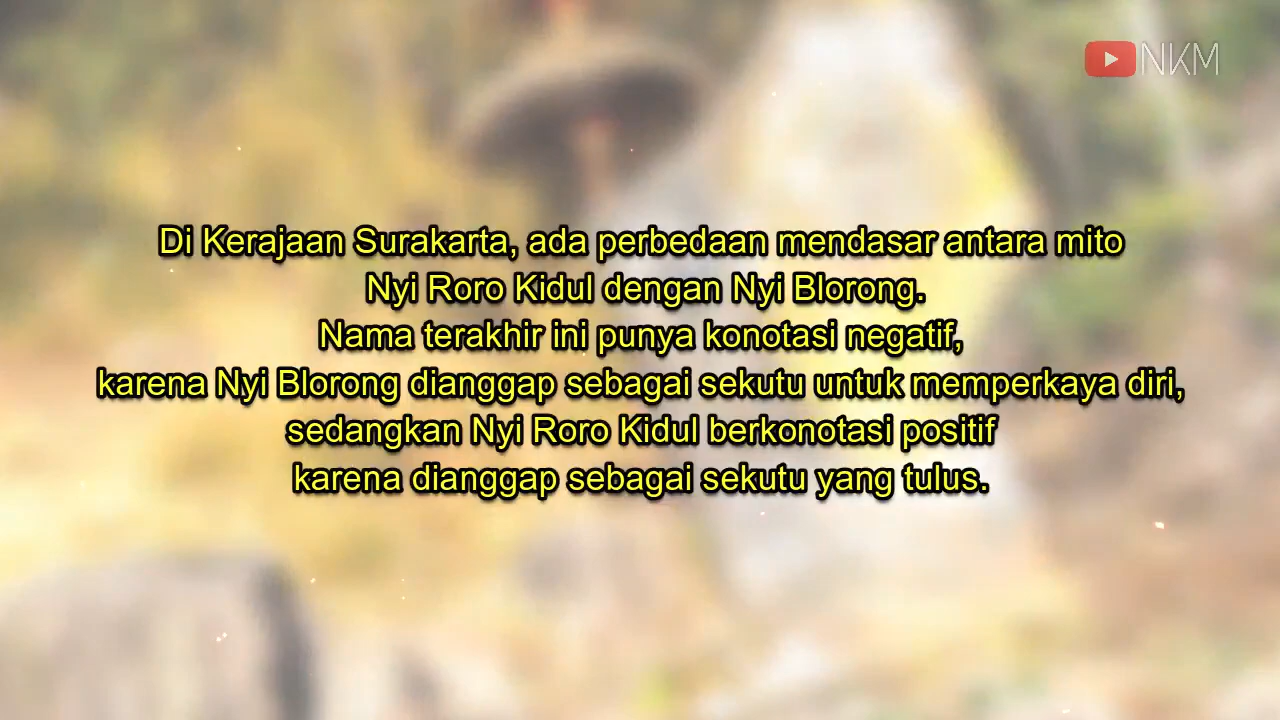 NKM
Di Kerajaan Surakarta, ada perbedaan mendasar antara mito
Nyi Roro Kidul dengan Nyi Blorong.
Nama terakhir ini punya konotasi negatif,
karena Nyi Blorong dianggap sebagai sekutu untuk memperkaya diri,
sedangkan Nyi Roro Kidul berkonotasi positif
karena dianggap sebagai sekutu yang tulus.